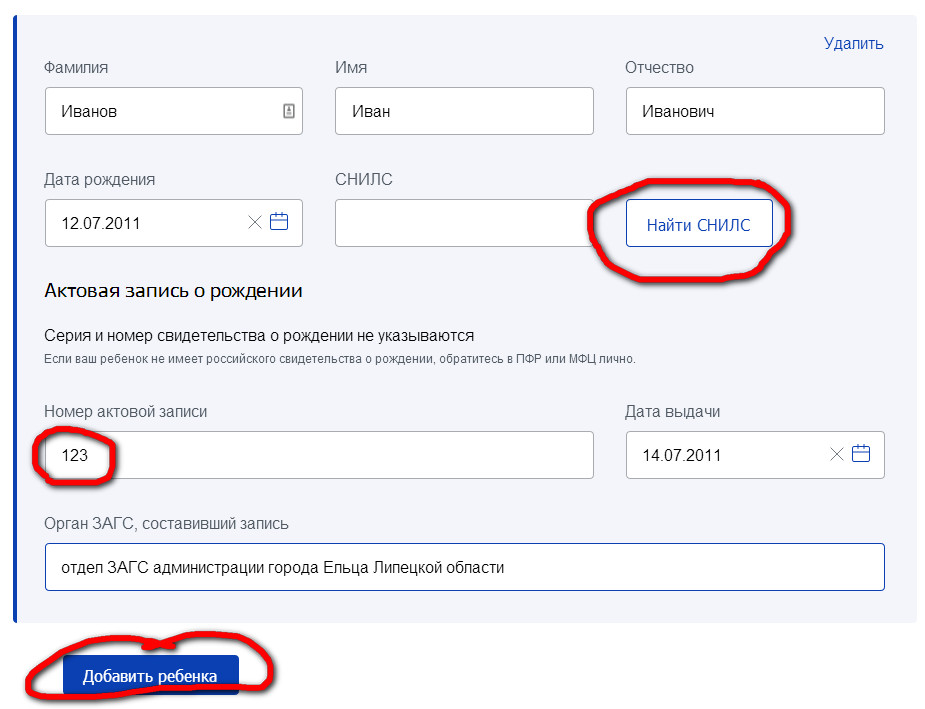 Удалить
Фамилия Имя Отчество
Иванов Иван Иванович
Дата рождения СНИЛС
12.07.2011 Найти СНИЛС
Актовая запись о рождении
Серия и номер свидетельства о рождении не указываются
Если ваш ребенок не имеет российского свидетельства о рождении, обратитесь в ПФР или МФЦ лично.
Номер актовой записи Дата выдачи
123 14.07.2011
Орган ЗАГС, составивший запись
отдел ЗАГС администрации города Ельца Липецкой области
Добавить ребенка